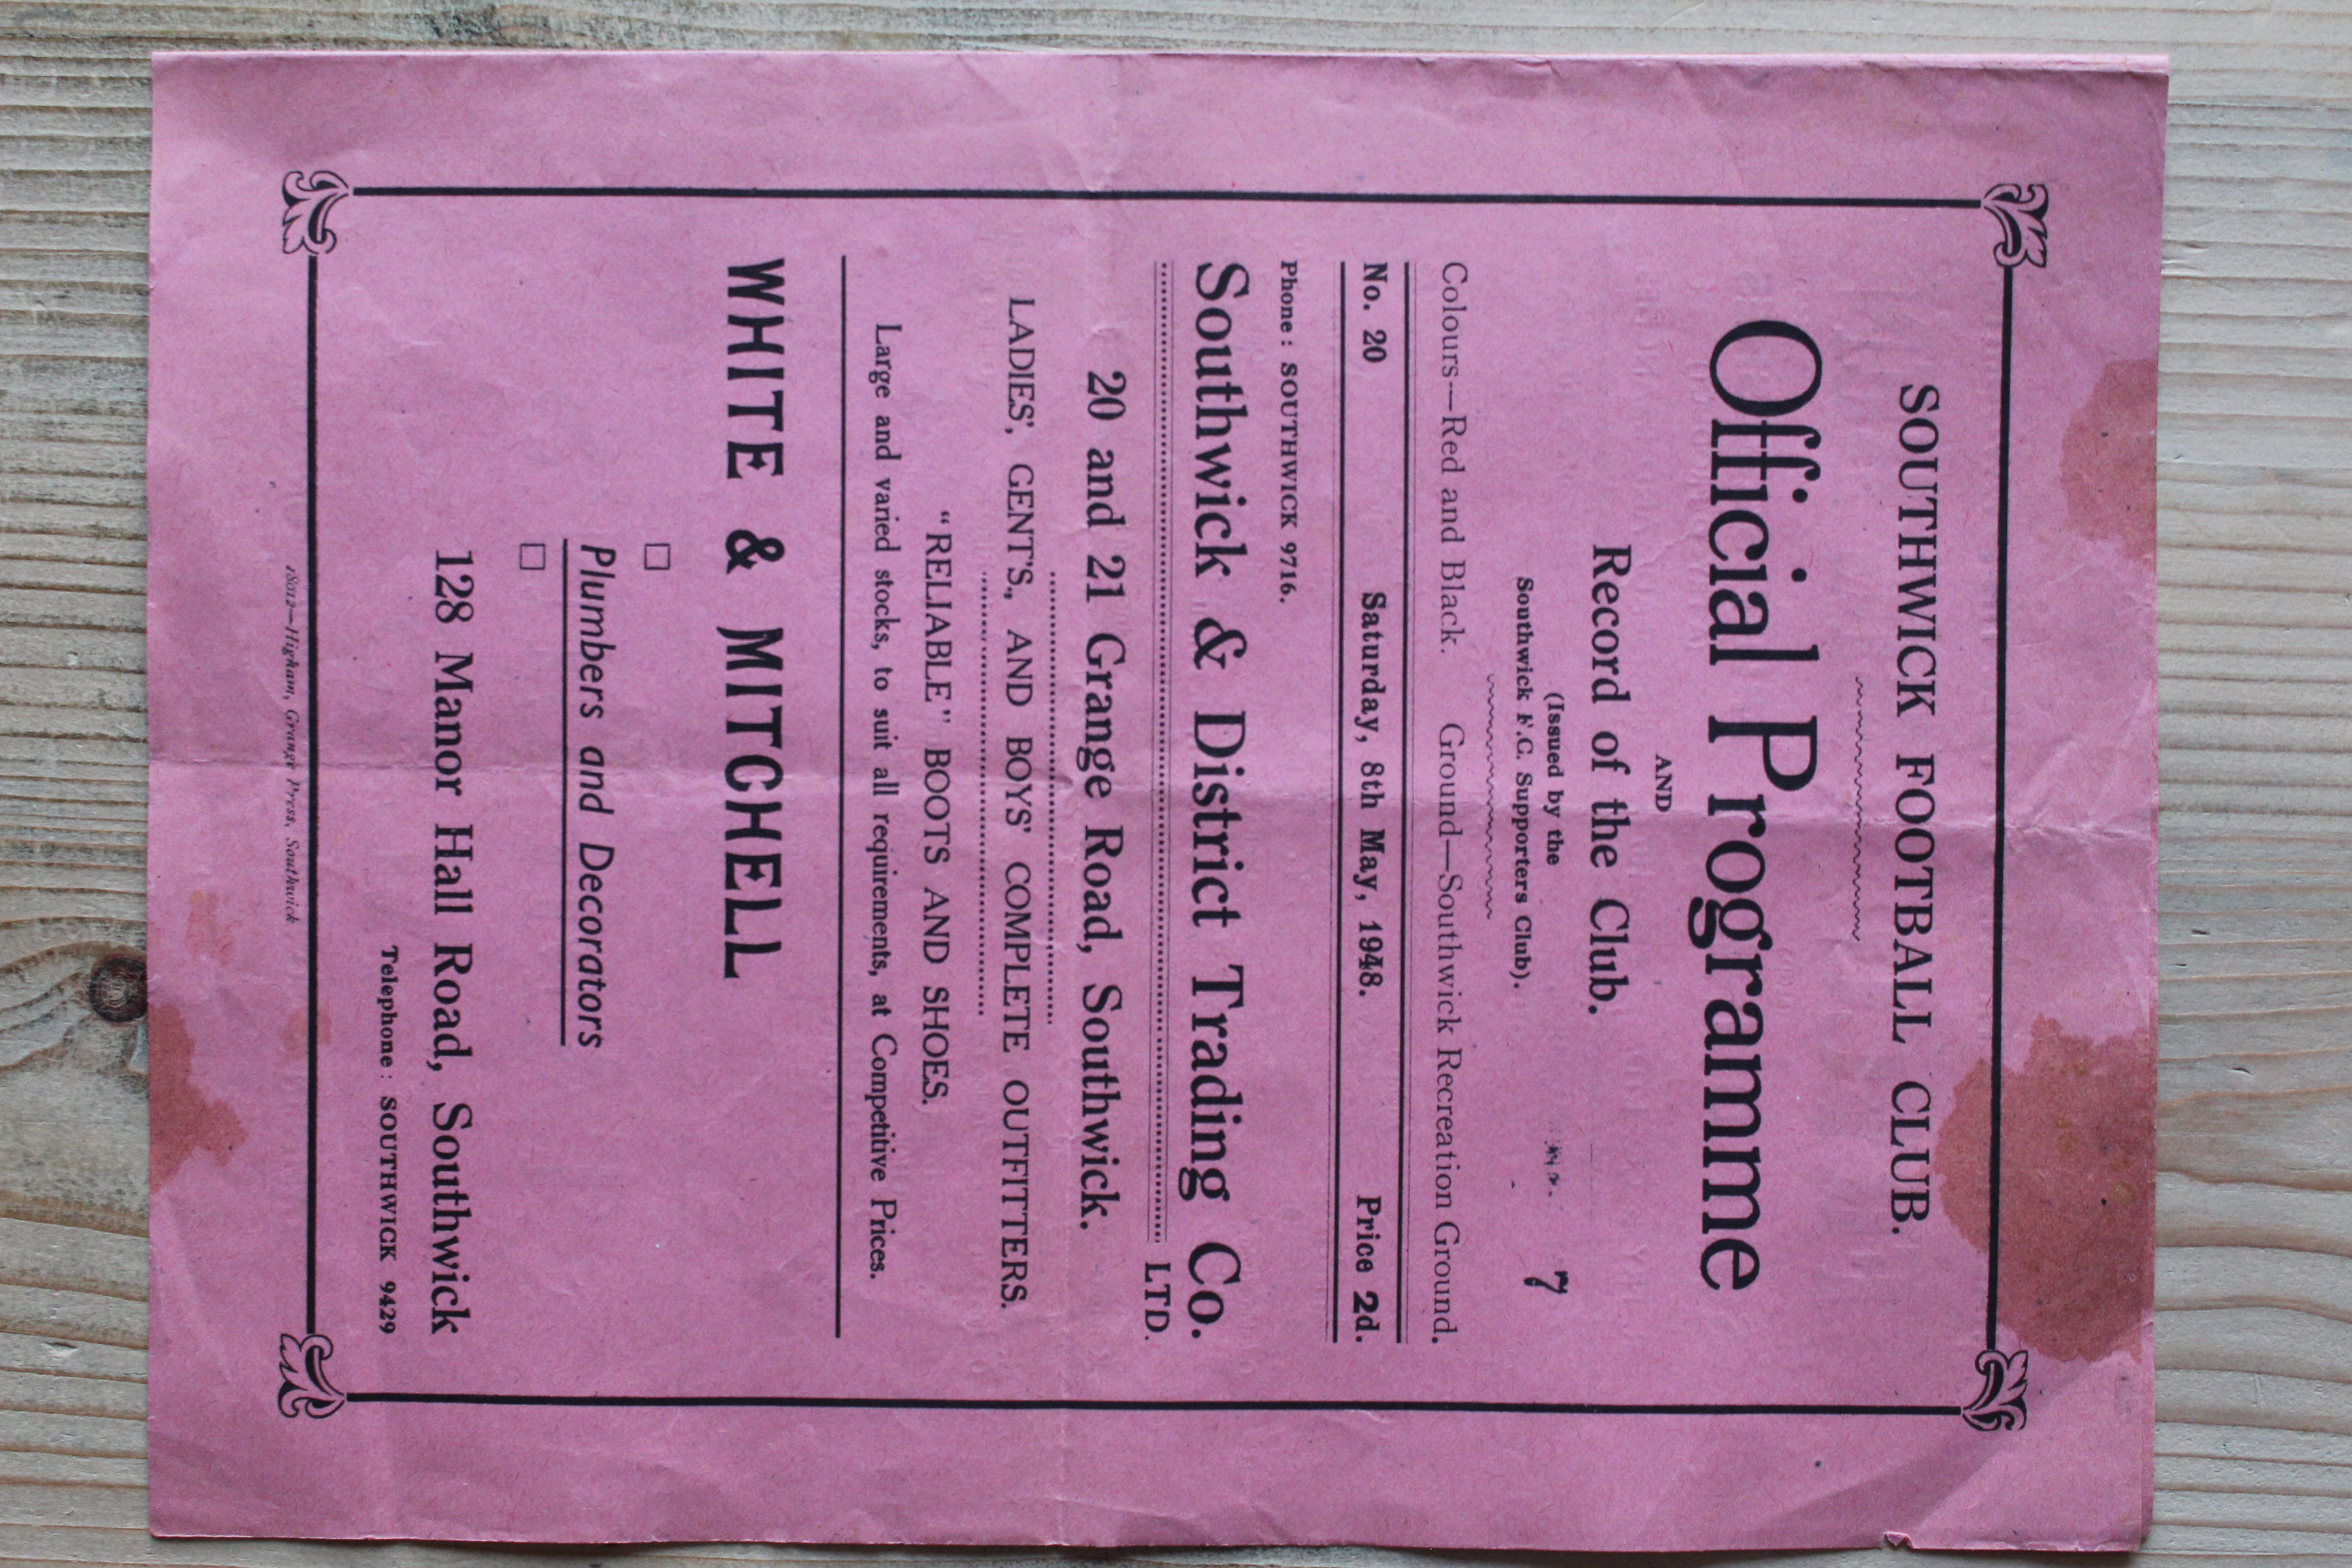 SOUTHWICK FOOTBALL CLUB.
Official Programme
AND
Record of the Club.
(Issued by the
Southwick F.C. Supporters Club).
7
Colours—Red and Black. Ground—Southwick Recreation Ground.
No. 20 Saturday, 8th May, 1948. Price 2d.
Phone: SOUTHWICK 9716.
Southwick & District Trading Co.
LTD.
20 and 21 Grange Road, Southwick.
LADIES', GENT'S., AND BOYS' COMPLETE OUTFITTERS.
"RELIABLE" BOOTS AND SHOES.
Large and varied stocks, to suit all requirements, at Competitive Prices.
WHITE & MITCHELL
Plumbers and Decorators
128 Manor Hall Road, Southwick
Telephone: SOUTHWICK 9429
18012—Higham, Grange Press, Southwick